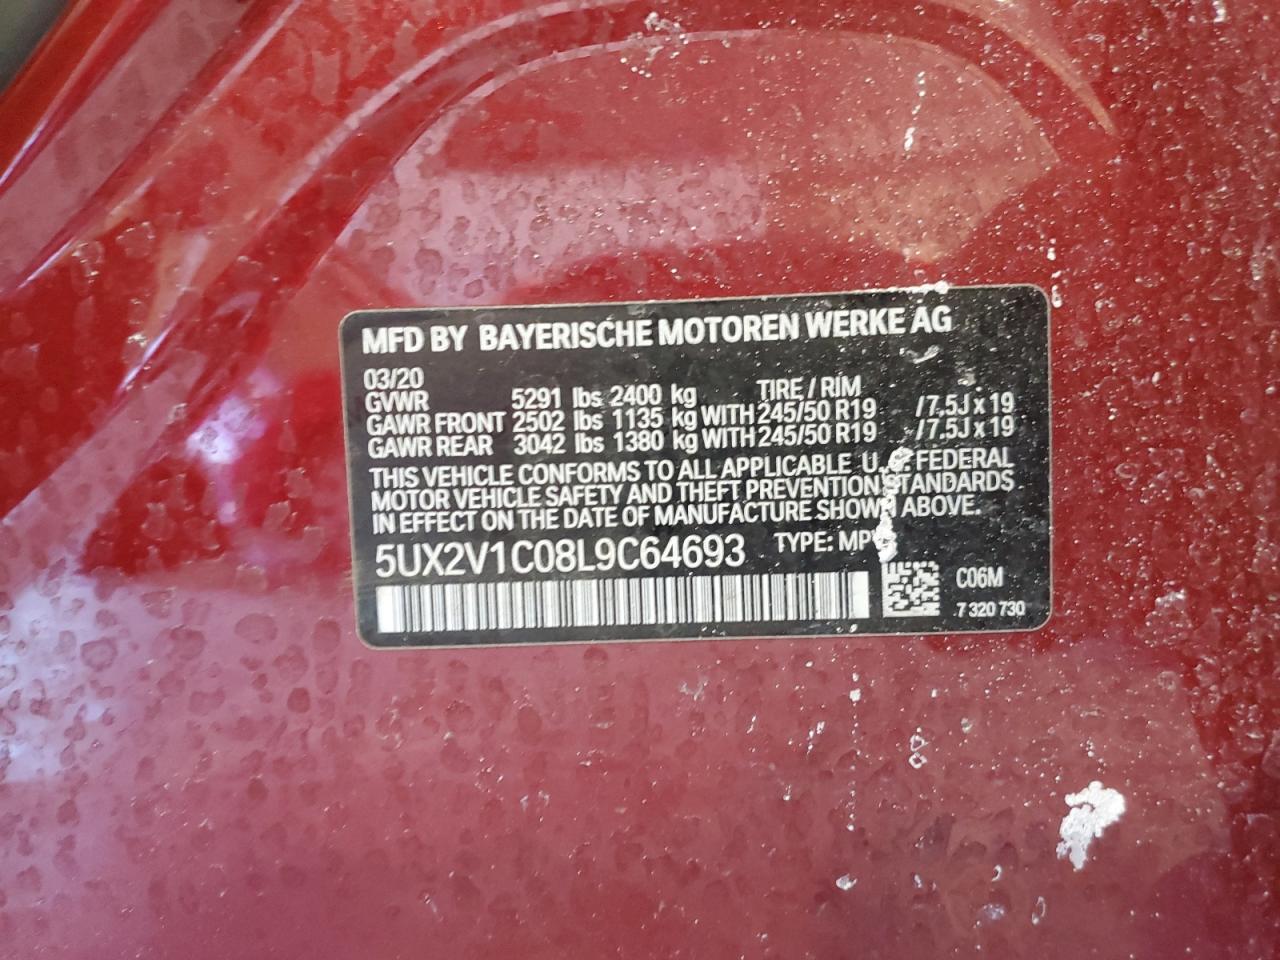 MFD BY BAYERISCHE MOTOREN WERKE AG
03/20 TIRE / RIM
GVWR 5291 lbs 2400 kg
GAWR FRONT 2502 lbs 1135 kg WITH 245/50 R19 /7.5J x 19
GAWR REAR 3042 lbs 1380 kg WITH 245/50 R19 /7.5J x 19
THIS VEHICLE CONFORMS TO ALL APPLICABLE U.S. FEDERAL
MOTOR VEHICLE SAFETY AND THEFT PREVENTION STANDARDS
IN EFFECT ON THE DATE OF MANUFACTURE SHOWN ABOVE.
5UX2V1C08L9C64693 TYPE: MPV
C06M
7 320 730